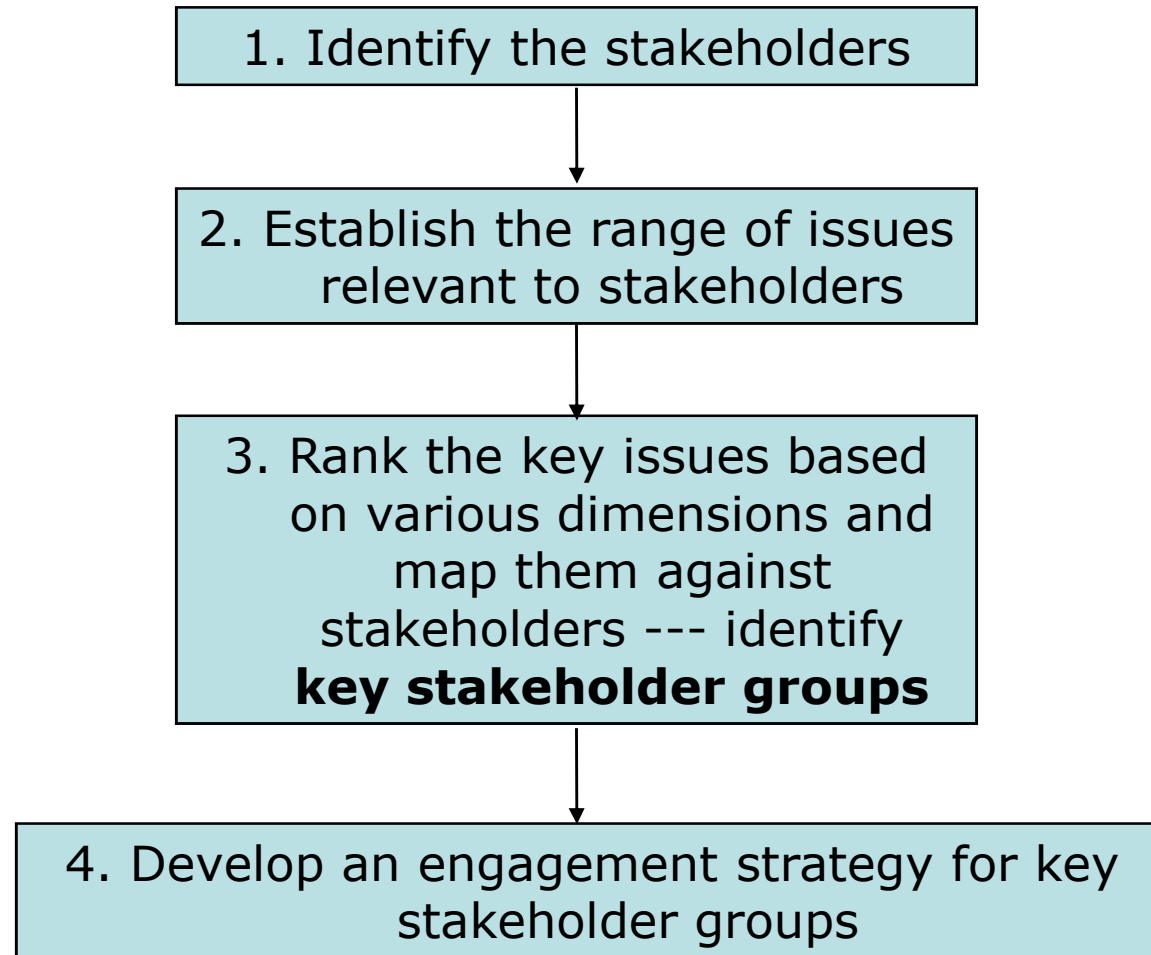 1. Identify the stakeholders
2. Establish the range of issues
relevant to stakeholders
3. Rank the key issues based
on various dimensions and
map them against
stakeholders --- identify
key stakeholder groups
4. Develop an engagement strategy for key
stakeholder groups